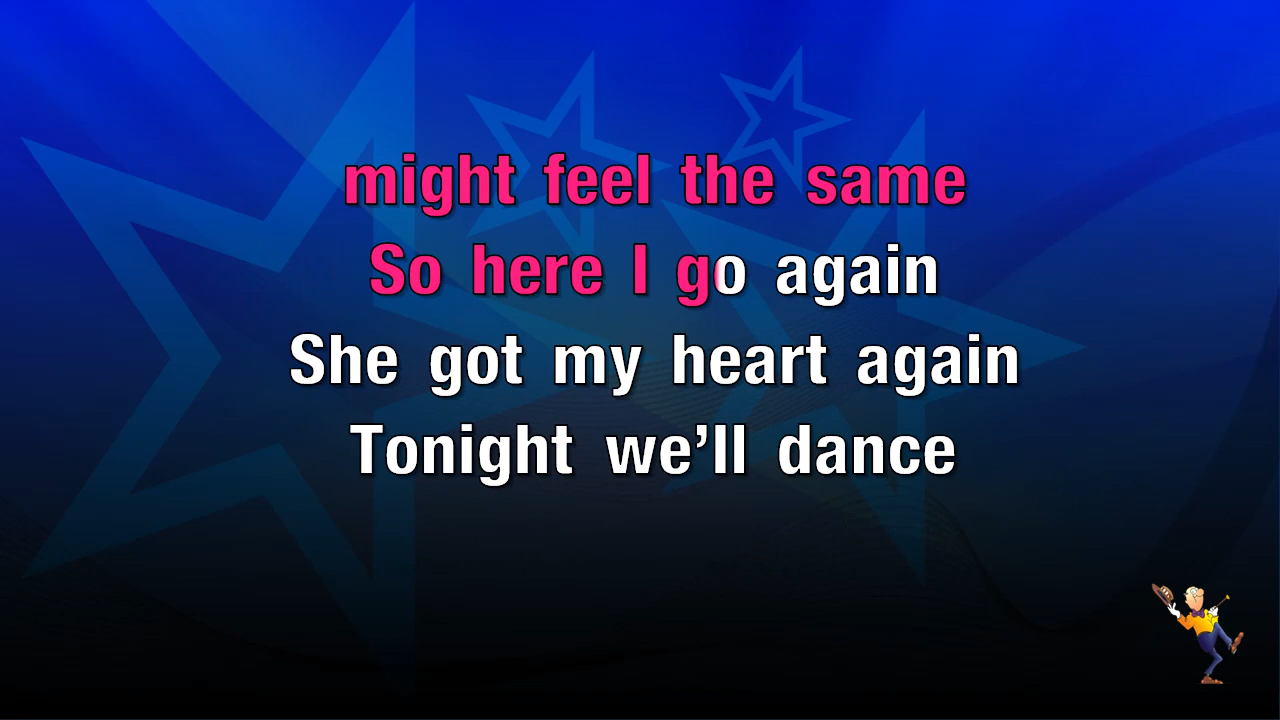 might feel the same
So here I go again
She got my heart again
Tonight we’ll dance